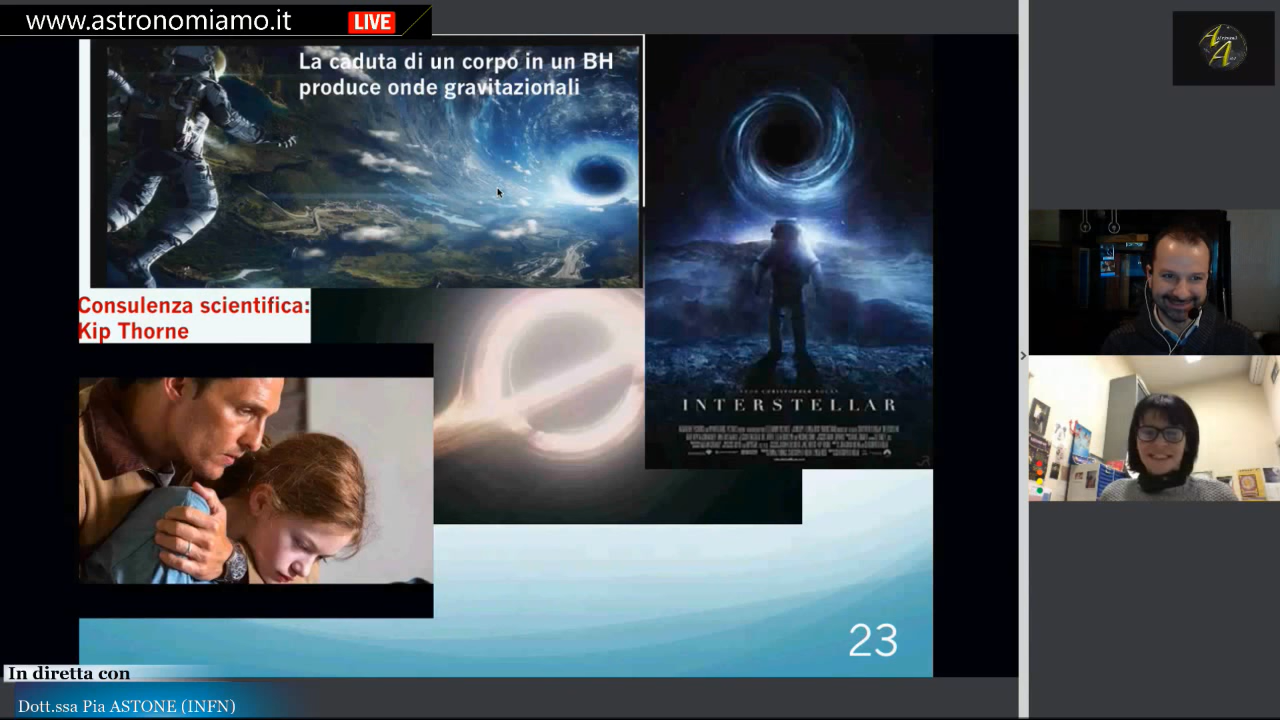 www.astronomiamo.it
LIVE
La caduta di un corpo in un BH
produce onde gravitazionali
Consulenza scientifica:
Kip Thorne
INTERSTELLAR
23
In diretta con
Dott.ssa Pia ASTONE (INFN)